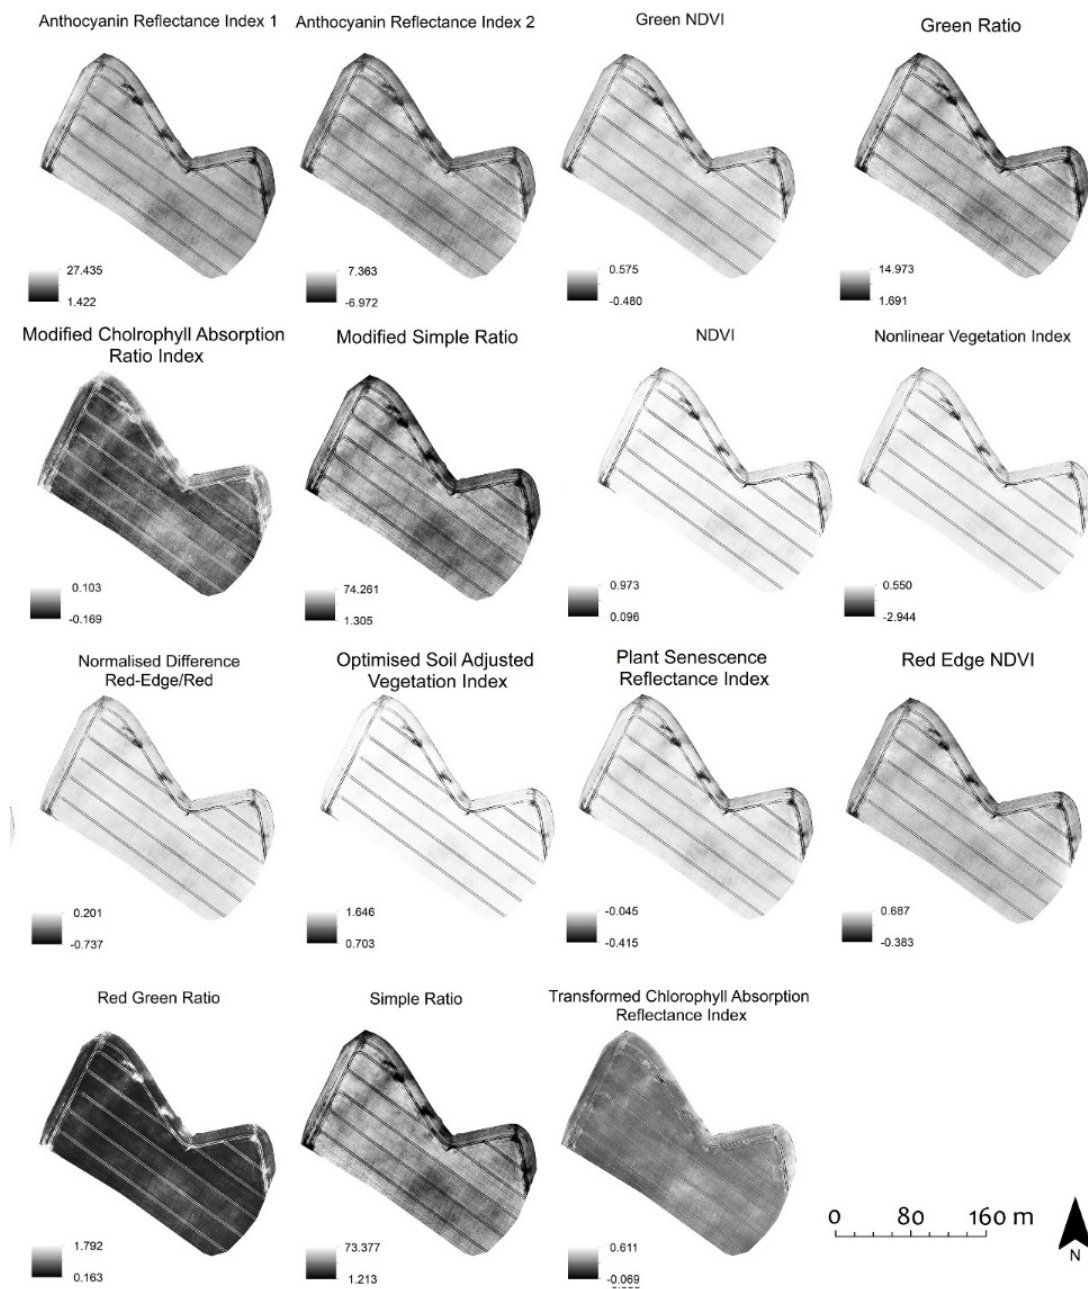 Anthocyanin Reflectance Index 1
Anthocyanin Reflectance Index 2
Green NDVI
Green Ratio
27.435
1.422
7.363
-6.972
0.575
-0.480
14.973
1.691
Modified Cholrophyll Absorption
Ratio Index
Modified Simple Ratio
NDVI
Nonlinear Vegetation Index
0.103
-0.169
74.261
1.305
0.973
0.096
0.550
-2.944
Normalised Difference
Red-Edge/Red
Optimised Soil Adjusted
Vegetation Index
Plant Senescence
Reflectance Index
Red Edge NDVI
0.201
-0.737
1.646
0.703
-0.045
-0.415
0.687
-0.383
Red Green Ratio
Simple Ratio
Transformed Chlorophyll Absorption
Reflectance Index
1.792
0.163
73.377
1.213
0.611
-0.069
0 80 160 m
N